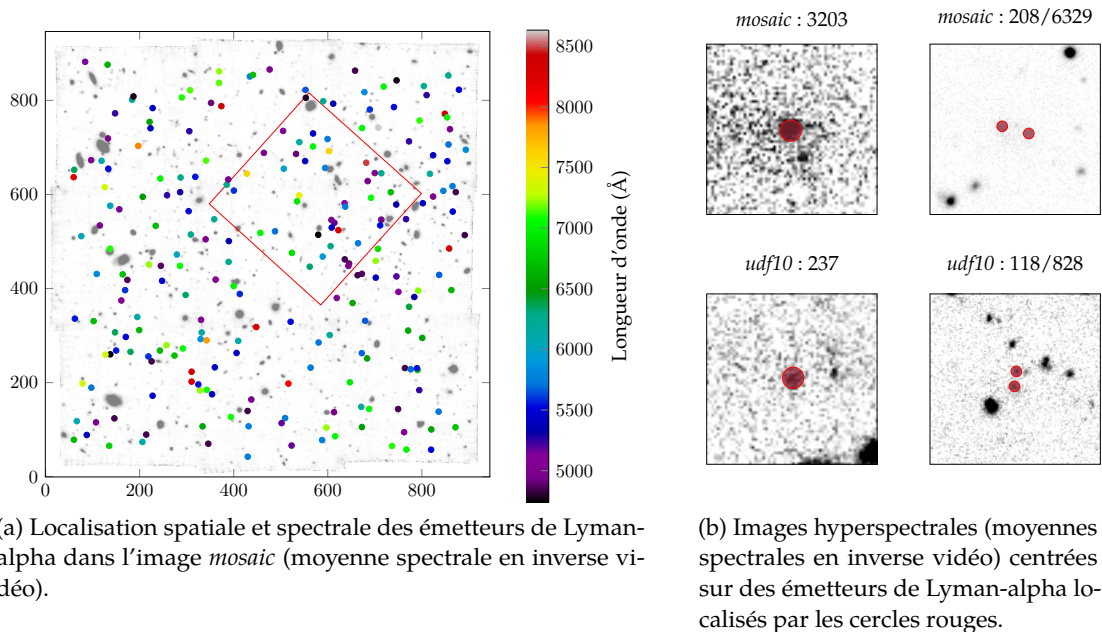 mosaic : 3203
mosaic : 208/6329
800
600
400
200
0
0
200
400
600
800
8500
8000
7500
7000
6500
6000
5500
5000
Longueur d'onde (Å)
udf10 : 237
udf10 : 118/828
(a) Localisation spatiale et spectrale des émetteurs de Lyman-
alpha dans l'image mosaic (moyenne spectrale en inverse vi-
déo).
(b) Images hyperspectrales (moyennes
spectrales en inverse vidéo) centrées
sur des émetteurs de Lyman-alpha lo-
calisés par les cercles rouges.